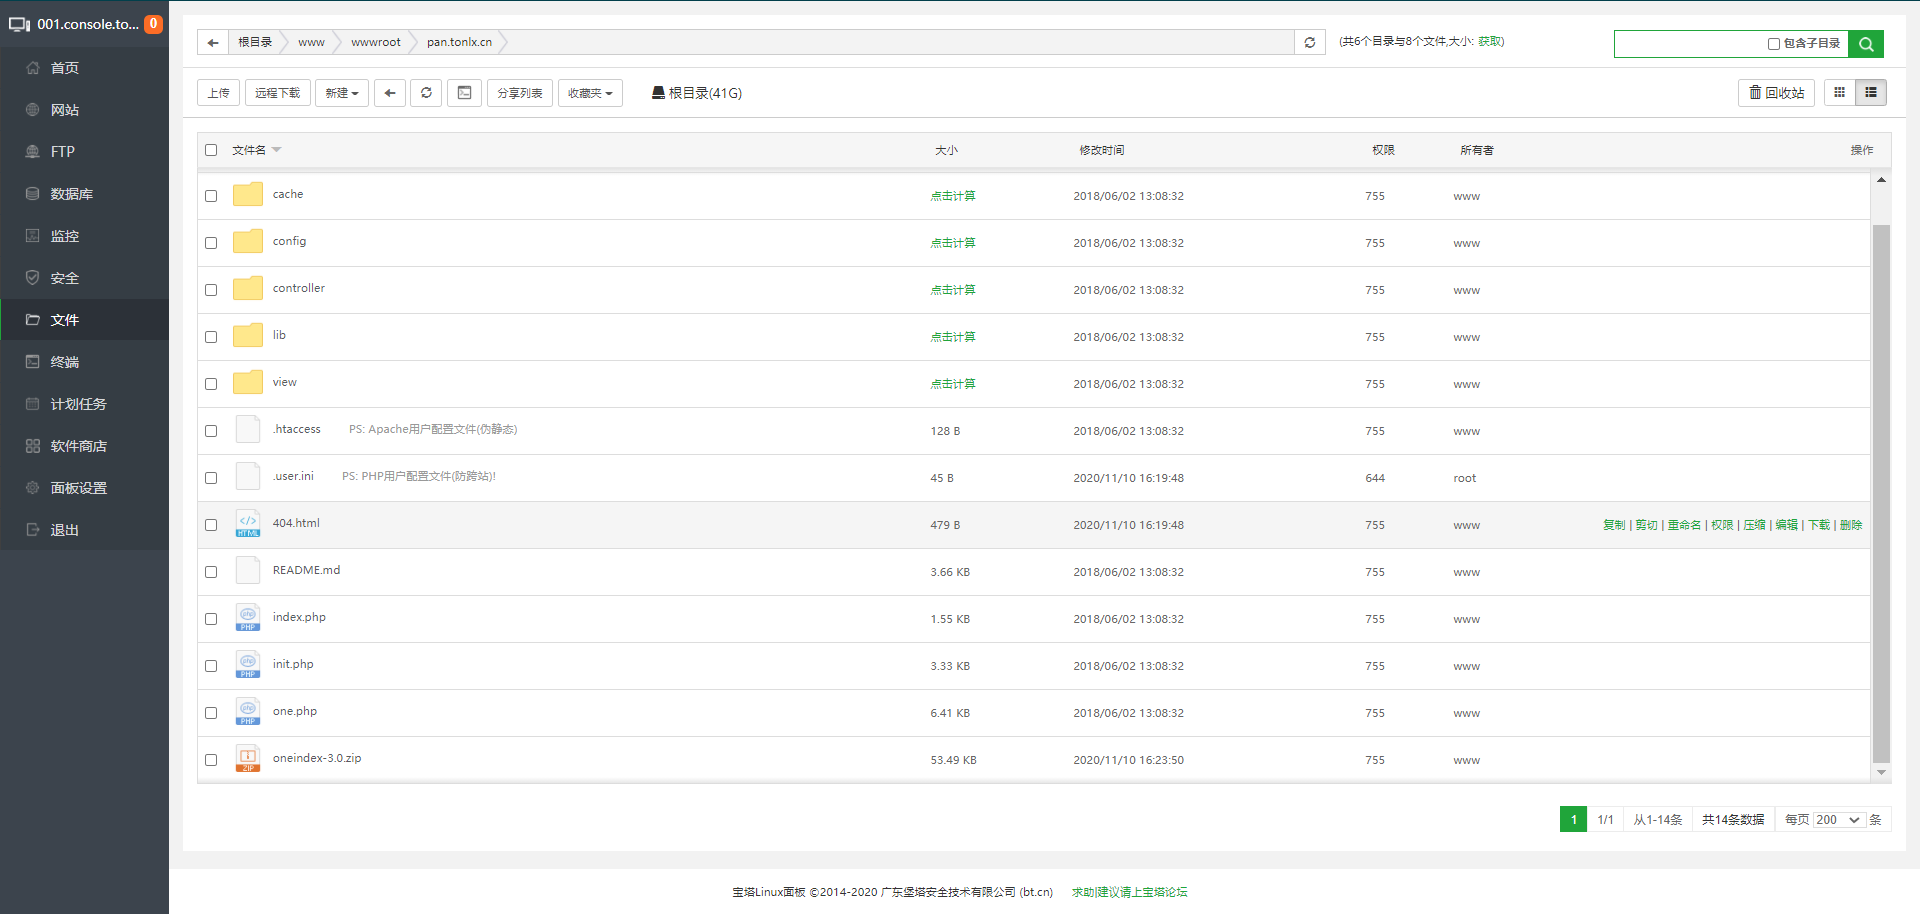 001.console.to... 0
首页
网站
FTP
数据库
监控
安全
文件
终端
计划任务
软件商店
面板设置
退出
根目录 www wwwroot pan.tonlx.cn (共6个目录与8个文件,大小: 获取) 包含子目录
上传 远程下载 新建 分享列表 收藏夹 根目录(41G) 回收站
文件名 大小 修改时间 权限 所有者 操作
cache 点击计算 2018/06/02 13:08:32 755 www
config 点击计算 2018/06/02 13:08:32 755 www
controller 点击计算 2018/06/02 13:08:32 755 www
lib 点击计算 2018/06/02 13:08:32 755 www
view 点击计算 2018/06/02 13:08:32 755 www
.htaccess PS: Apache用户配置文件(伪静态) 128 B 2018/06/02 13:08:32 755 www
.user.ini PS: PHP用户配置文件(防跨站)! 45 B 2020/11/10 16:19:48 644 root
HTML 404.html 479 B 2020/11/10 16:19:48 755 www 复制 | 剪切 | 重命名 | 权限 | 压缩 | 编辑 | 下载 | 删除
README.md 3.66 KB 2018/06/02 13:08:32 755 www
php PHP index.php 1.55 KB 2018/06/02 13:08:32 755 www
php PHP init.php 3.33 KB 2018/06/02 13:08:32 755 www
php PHP one.php 6.41 KB 2018/06/02 13:08:32 755 www
ZIP oneindex-3.0.zip 53.49 KB 2020/11/10 16:23:50 755 www
1 1/1 从1-14条 共14条数据 每页 200 条
宝塔Linux面板 ©2014-2020 广东堡塔安全技术有限公司 (bt.cn) 求助|建议请上宝塔论坛